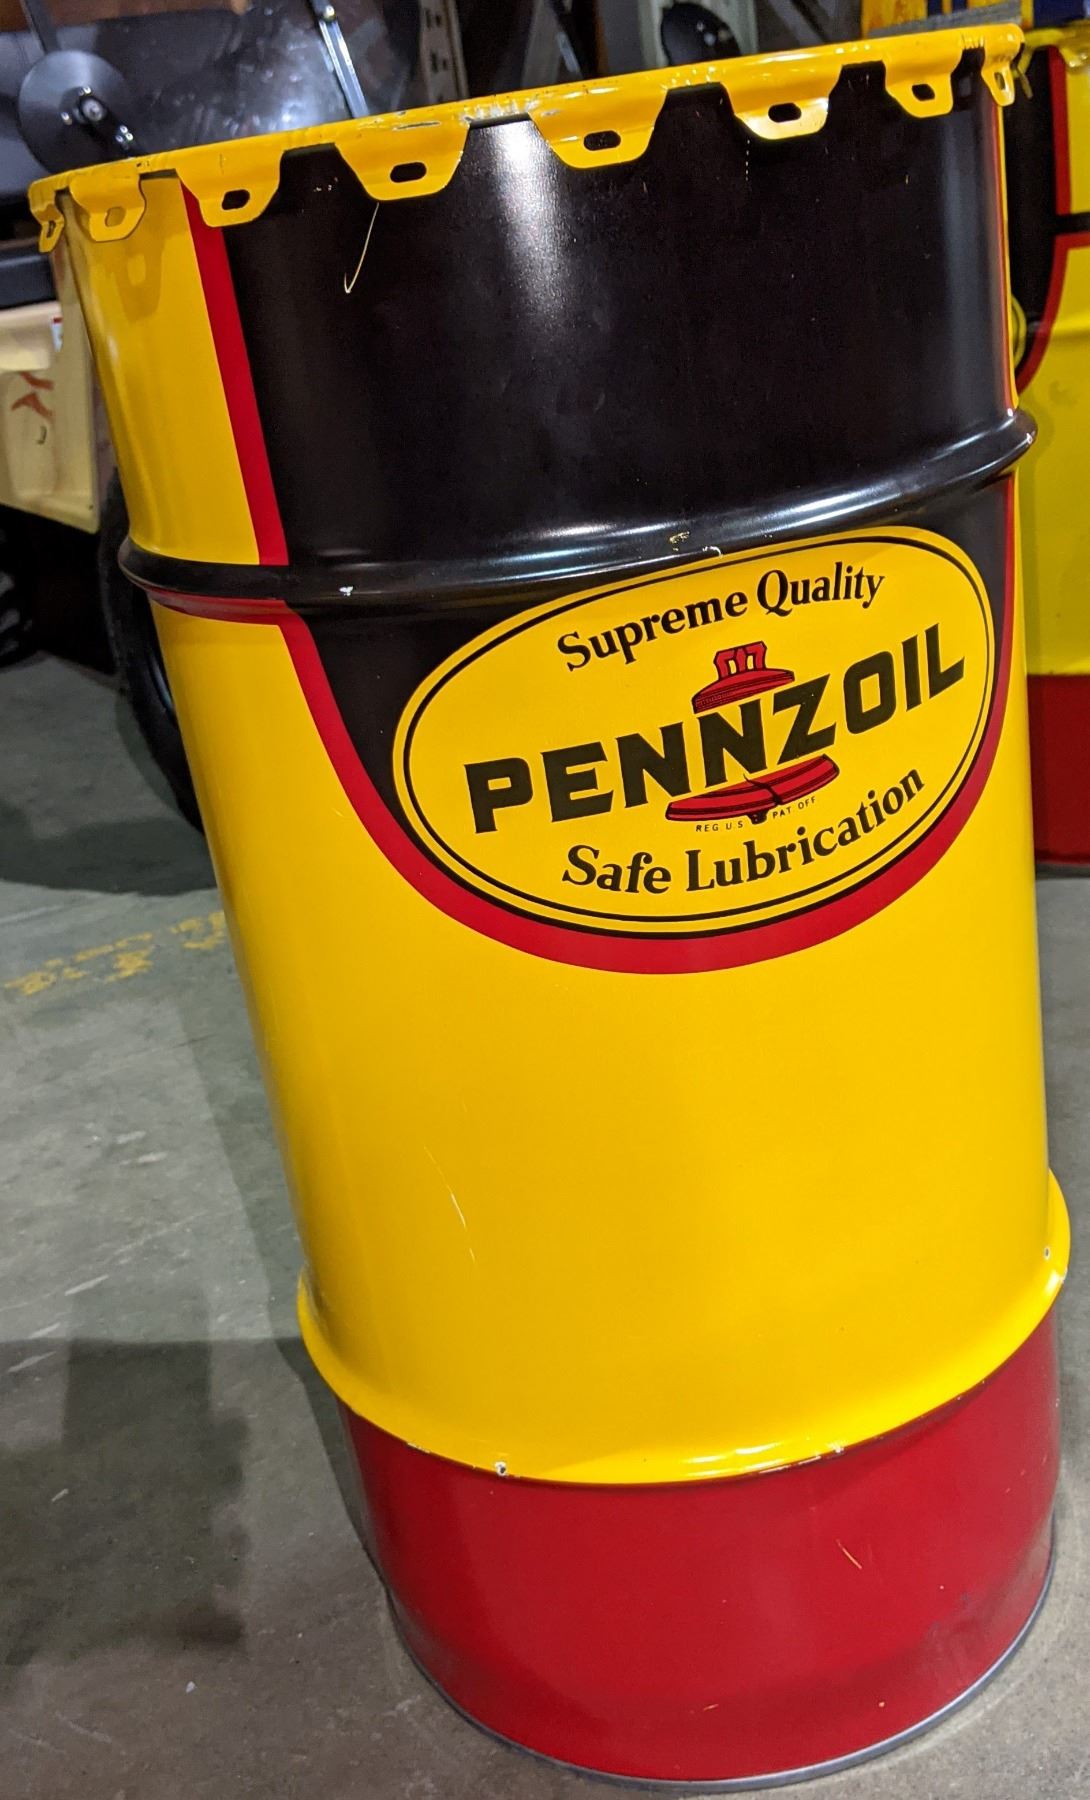 Supreme Quality
PENNZOIL
REG U.S PAT OFF
Safe Lubrication